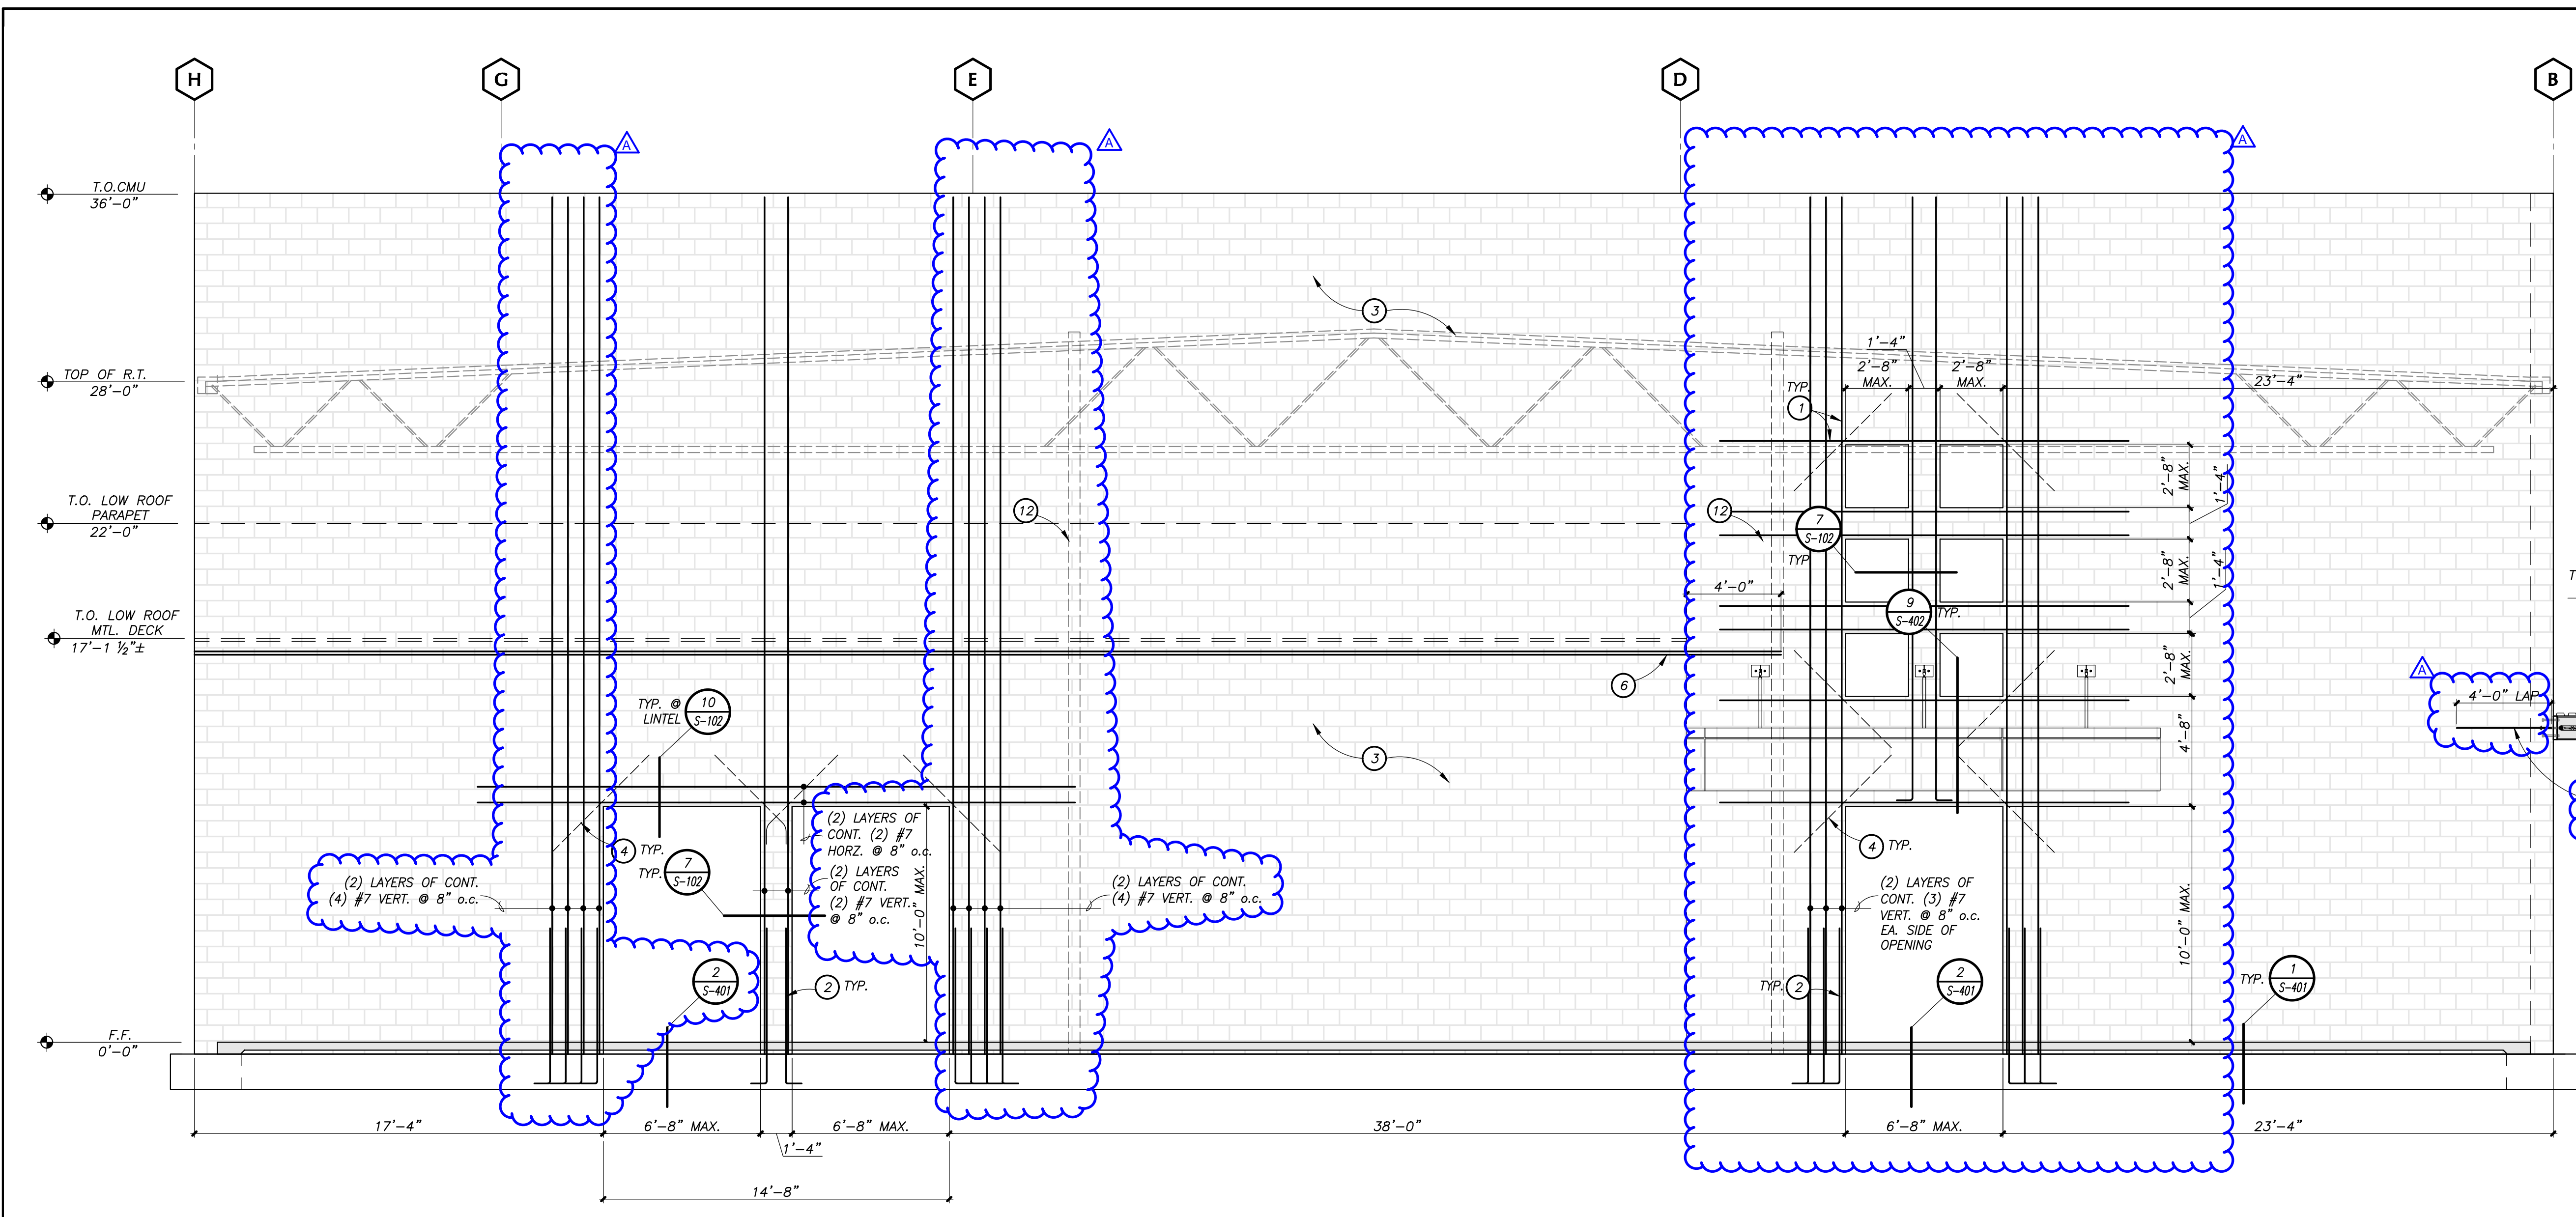 H
G
E
D
B
A
A
A
T.O.CMU
36'-0"
TOP OF R.T.
28'-0"
T.O. LOW ROOF
PARAPET
22'-0"
T.O. LOW ROOF
MTL. DECK
17'-1 ½"±
F.F.
0'-0"
3
1'-4"
2'-8"
MAX.
2'-8"
MAX.
23'-4"
TYP.
1
12
12
7
S-102
TYP.
2'-8"
MAX.
1'-4"
2'-8"
MAX.
1'-4"
2'-8"
MAX.
4'-0"
9
S-402
TYP.
6
4'-8"
A
4'-0" LAP
TYP. @
LINTEL
10
S-102
3
4
TYP.
TYP.
7
S-102
(2) LAYERS OF
CONT. (2) #7
HORZ. @ 8" o.c.
(2) LAYERS
OF CONT.
(2) #7 VERT.
@ 8" o.c.
10'-0" MAX.
(2) LAYERS OF CONT.
(4) #7 VERT. @ 8" o.c.
(2) LAYERS OF CONT.
(4) #7 VERT. @ 8" o.c.
4
TYP.
(2) LAYERS OF
CONT. (3) #7
VERT. @ 8" o.c.
EA. SIDE OF
OPENING
10'-0" MAX.
2
S-401
2
TYP.
TYP.
2
2
S-401
TYP.
1
S-401
17'-4"
6'-8" MAX.
6'-8" MAX.
38'-0"
6'-8" MAX.
23'-4"
1'-4"
14'-8"